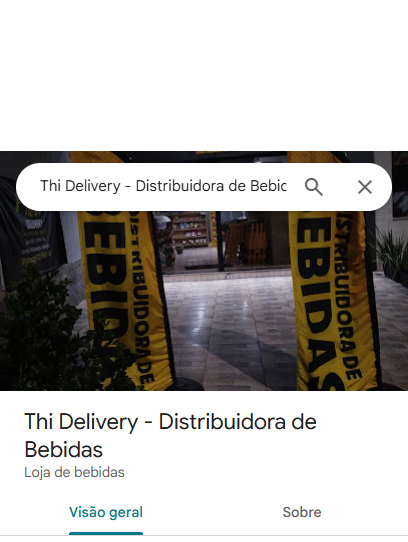 Thi Delivery - Distribuidora de Bebic
BEBIDAS
DISTRIBUIDORA DE
BEBIDAS
DISTRIBUIDORA DE
Thi Delivery - Distribuidora de
Bebidas
Loja de bebidas
Visão geral
Sobre